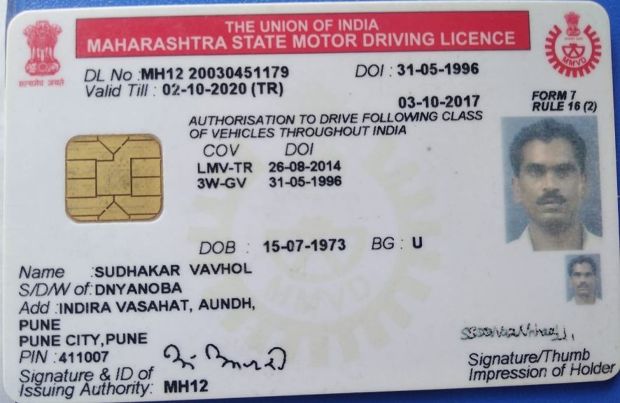 THE UNION OF INDIA
MAHARASHTRA STATE MOTOR DRIVING LICENCE
सत्यमेव जयते
MMVD
DL No :MH12 20030451179 DOI : 31-05-1996
Valid Till : 02-10-2020 (TR)
03-10-2017
FORM 7
RULE 16 (2)
AUTHORISATION TO DRIVE FOLLOWING CLASS
OF VEHICLES THROUGHOUT INDIA
COV DOI
LMV-TR 26-08-2014
3W-GV 31-05-1996
MMVD
DOB : 15-07-1973 BG : U
Name :SUDHAKAR VAVHOL
S/D/W of:DNYANOBA
Add :INDIRA VASAHAT, AUNDH,
PUNE
PUNE CITY,PUNE
PIN :411007
Signature & ID of
Issuing Authority: MH12
Signature/Thumb
Impression of Holder